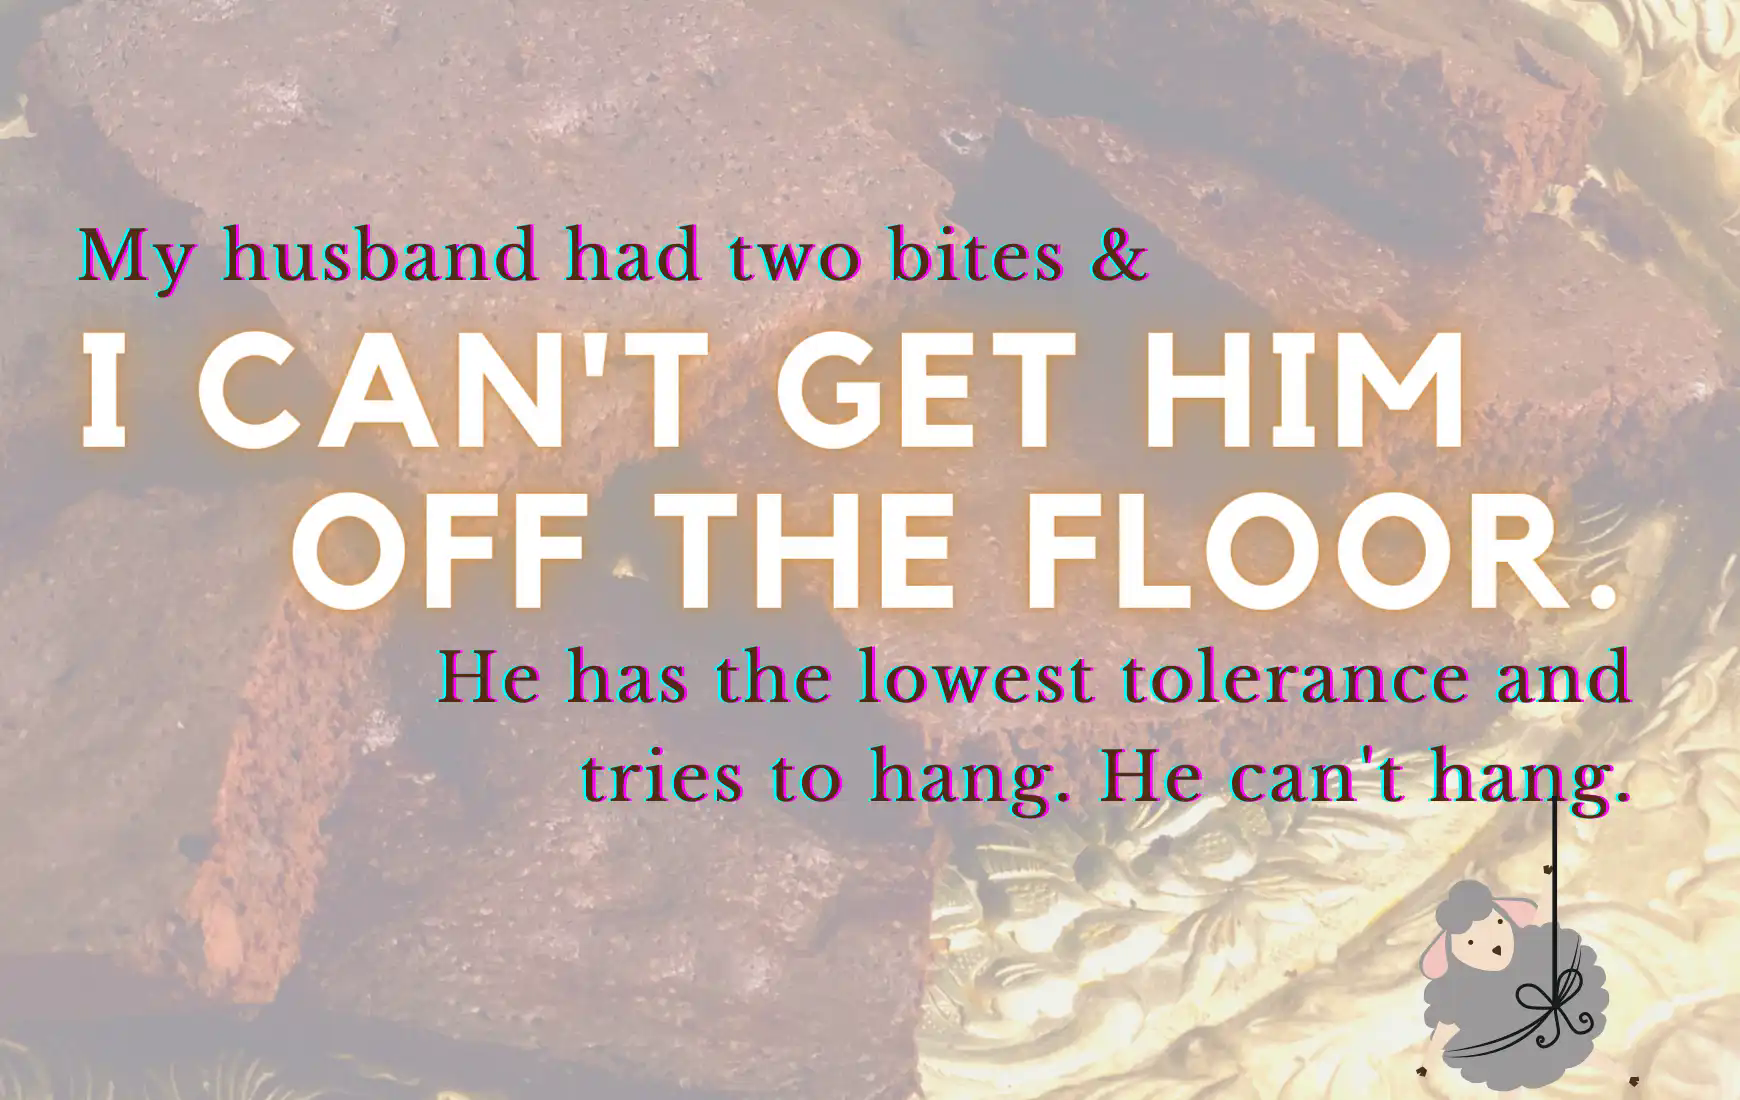 My husband had two bites &
I CAN'T GET HIM
OFF THE FLOOR.
He has the lowest tolerance and
tries to hang. He can't hang.